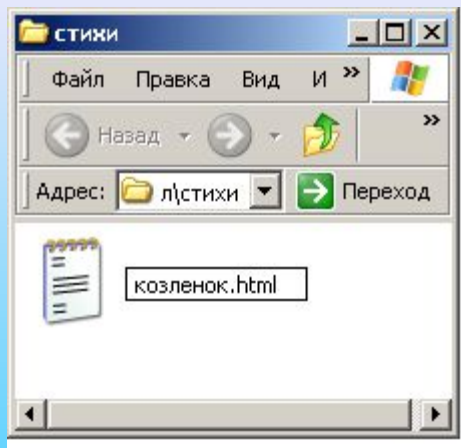 стихи
Файл Правка Вид И »
Назад »
Адрес: л\стихи Переход
козленок.html